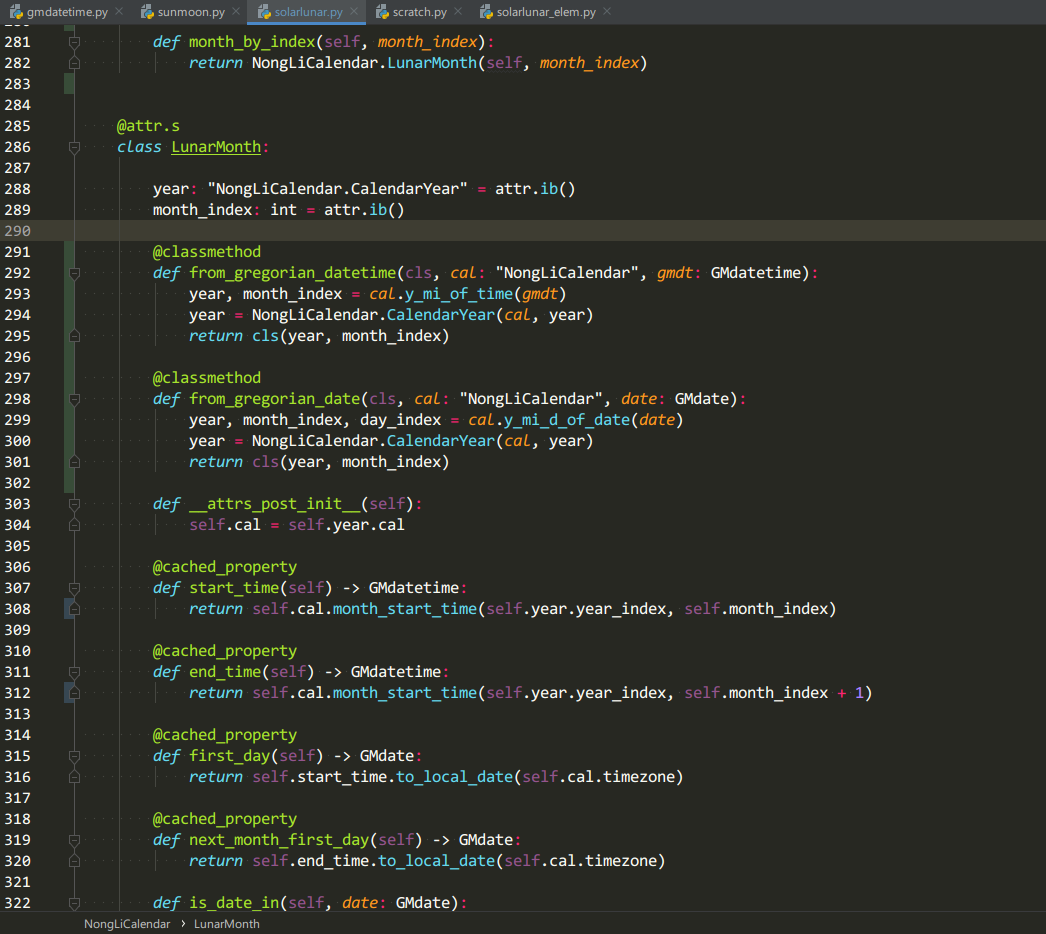 gmdatetime.py × sunmoon.py × solarlunar.py × scratch.py × solarlunar_elem.py ×
281 def month_by_index(self, month_index):
282 return NongLiCalendar.LunarMonth(self, month_index)
283
284
285 @attr.s
286 class LunarMonth:
287
288 year: "NongLiCalendar.CalendarYear" = attr.ib()
289 month_index: int = attr.ib()
290
291 @classmethod
292 def from_gregorian_datetime(cls, cal: "NongLiCalendar", gmdt: GMdatetime):
293 year, month_index = cal.y_mi_of_time(gmdt)
294 year = NongLiCalendar.CalendarYear(cal, year)
295 return cls(year, month_index)
296
297 @classmethod
298 def from_gregorian_date(cls, cal: "NongLiCalendar", date: GMdate):
299 year, month_index, day_index = cal.y_mi_d_of_date(date)
300 year = NongLiCalendar.CalendarYear(cal, year)
301 return cls(year, month_index)
302
303 def __attrs_post_init__(self):
304 self.cal = self.year.cal
305
306 @cached_property
307 def start_time(self) -> GMdatetime:
308 return self.cal.month_start_time(self.year.year_index, self.month_index)
309
310 @cached_property
311 def end_time(self) -> GMdatetime:
312 return self.cal.month_start_time(self.year.year_index, self.month_index + 1)
313
314 @cached_property
315 def first_day(self) -> GMdate:
316 return self.start_time.to_local_date(self.cal.timezone)
317
318 @cached_property
319 def next_month_first_day(self) -> GMdate:
320 return self.end_time.to_local_date(self.cal.timezone)
321
322 def is_date_in(self, date: GMdate):
NongLiCalendar › LunarMonth